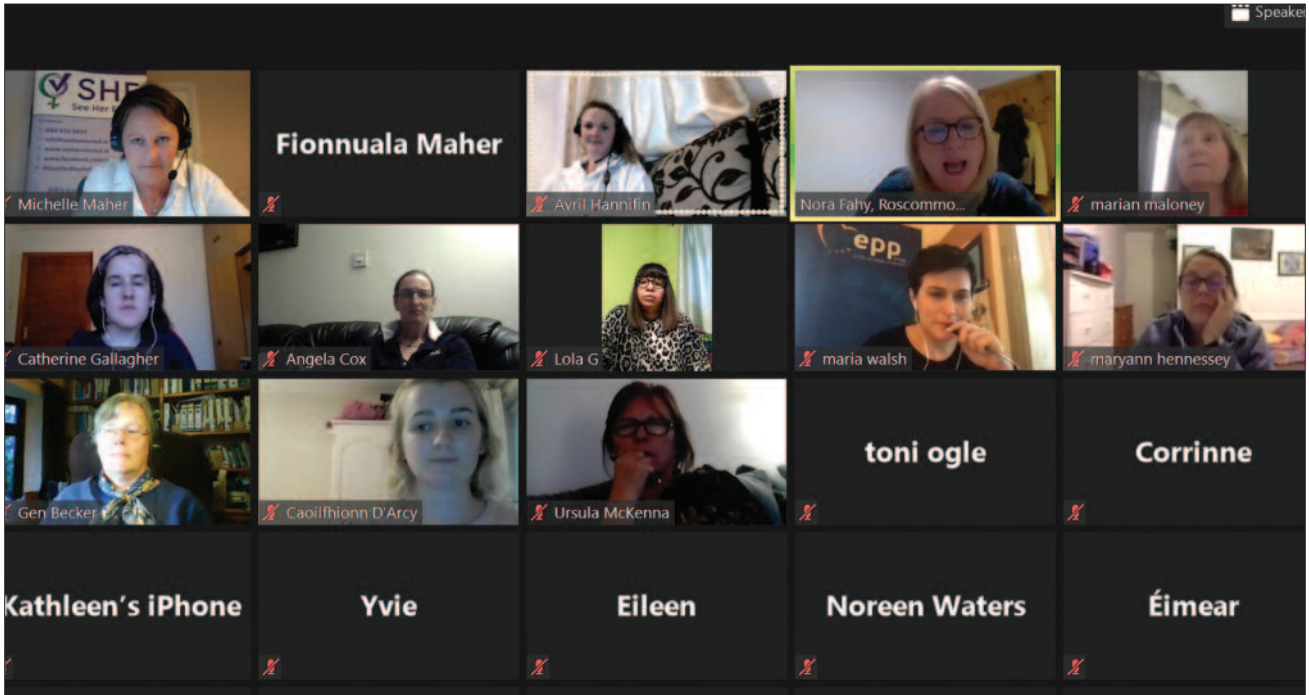 Speaker
SHE
See Her E
Michelle Maher
Fionnuala Maher
Avril Hannifin
Nora Fahy, Roscommo...
marian maloney
Catherine Gallagher
Angela Cox
Lola G
epp
maria walsh
maryann hennessey
Gen Becker
Caoilfhionn D'Arcy
Ursula McKenna
toni ogle
Corrinne
Kathleen's iPhone
Yvie
Eileen
Noreen Waters
Éimear